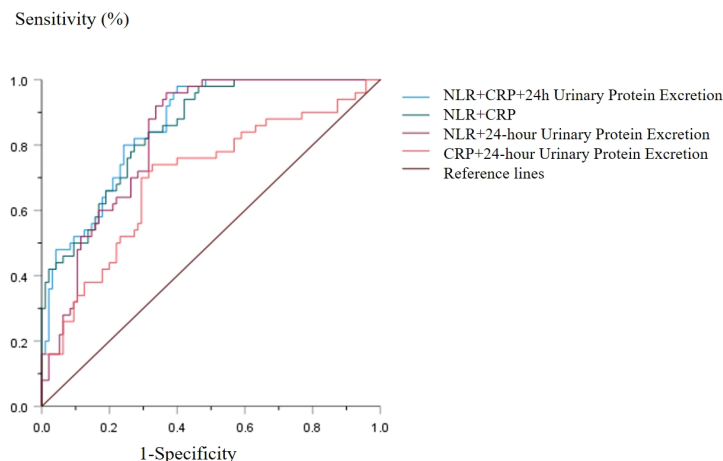 Sensitivity (%)
1.0
0.8
0.6
0.4
0.2
0.0
0.0 0.2 0.4 0.6 0.8 1.0
1-Specificity
NLR+CRP+24h Urinary Protein Excretion
NLR+CRP
NLR+24-hour Urinary Protein Excretion
CRP+24-hour Urinary Protein Excretion
Reference lines